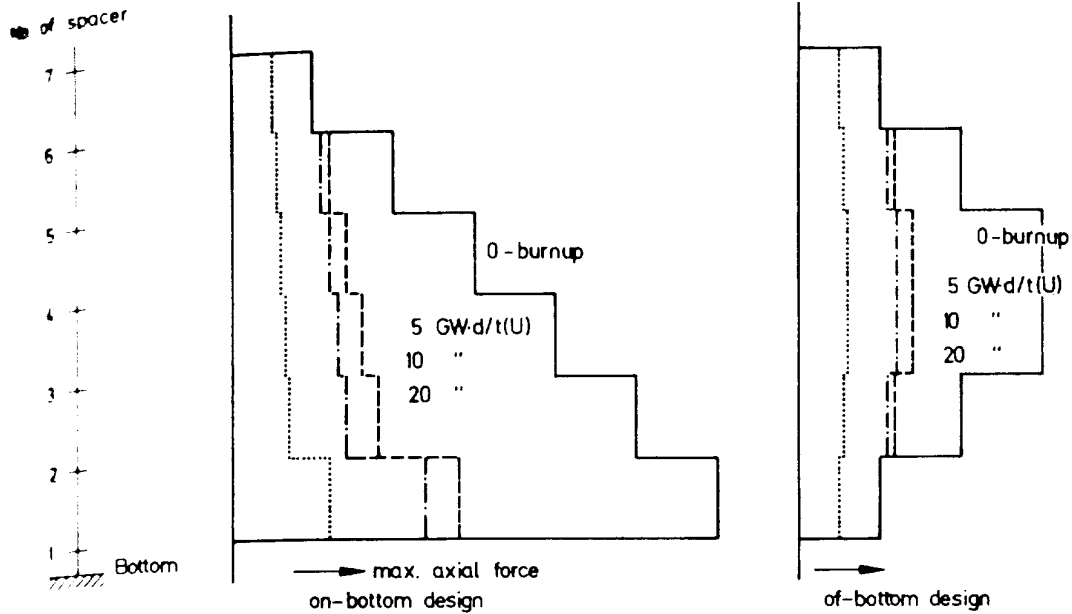 of spacer
7
6
5
4
3
2
1
Bottom
0-burnup
5 GW·d/t(U)
10 "
20 "
max. axial force
on-bottom design
0-burnup
5 GW·d/t(U)
10 "
20 "
of-bottom design